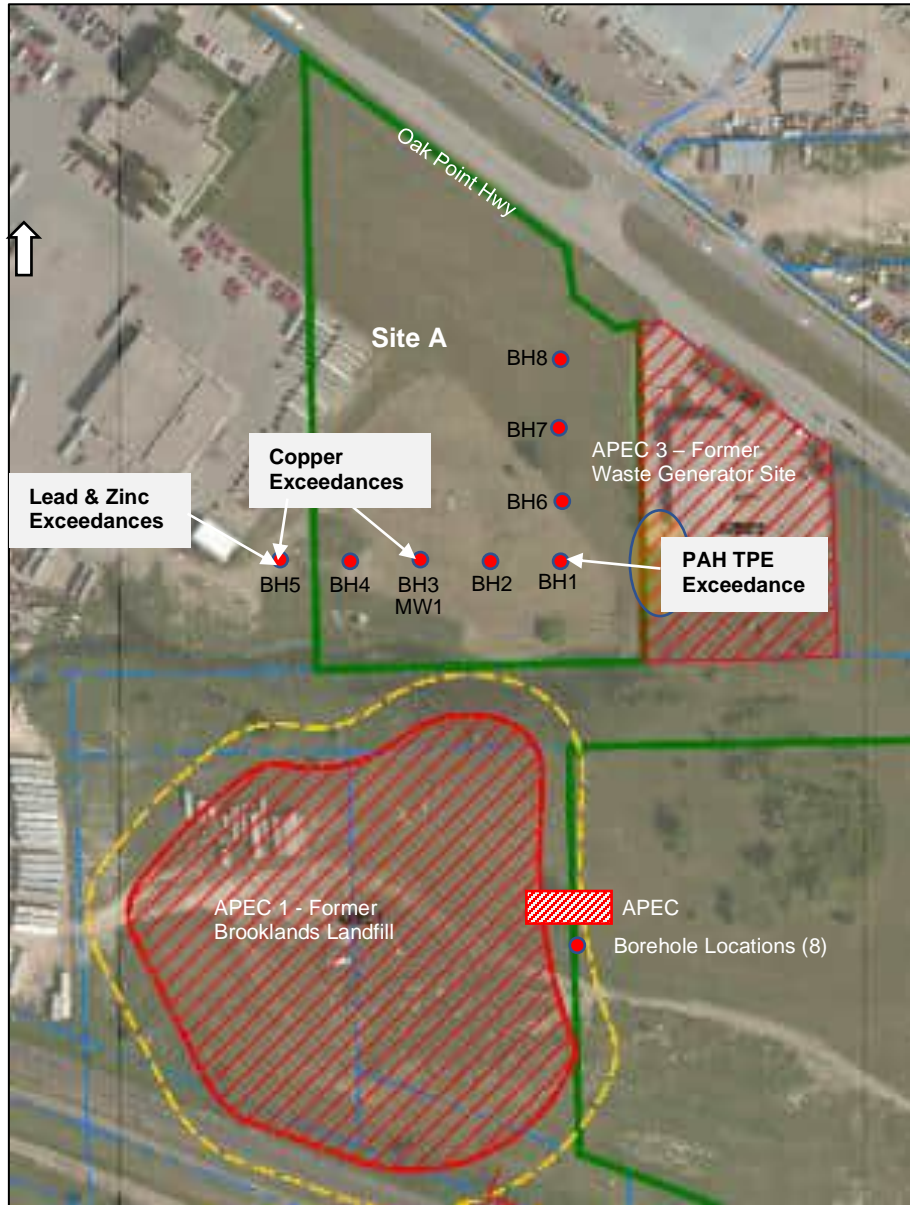 Oak Point Hwy
Site A
BH8
BH7
APEC 3 – Former
Waste Generator Site
Copper
Exceedances
Lead & Zinc
Exceedances
BH6
PAH TPE
Exceedance
BH5
BH4
BH3
MW1
BH2
BH1
APEC 1 - Former
Brooklands Landfill
APEC
Borehole Locations (8)